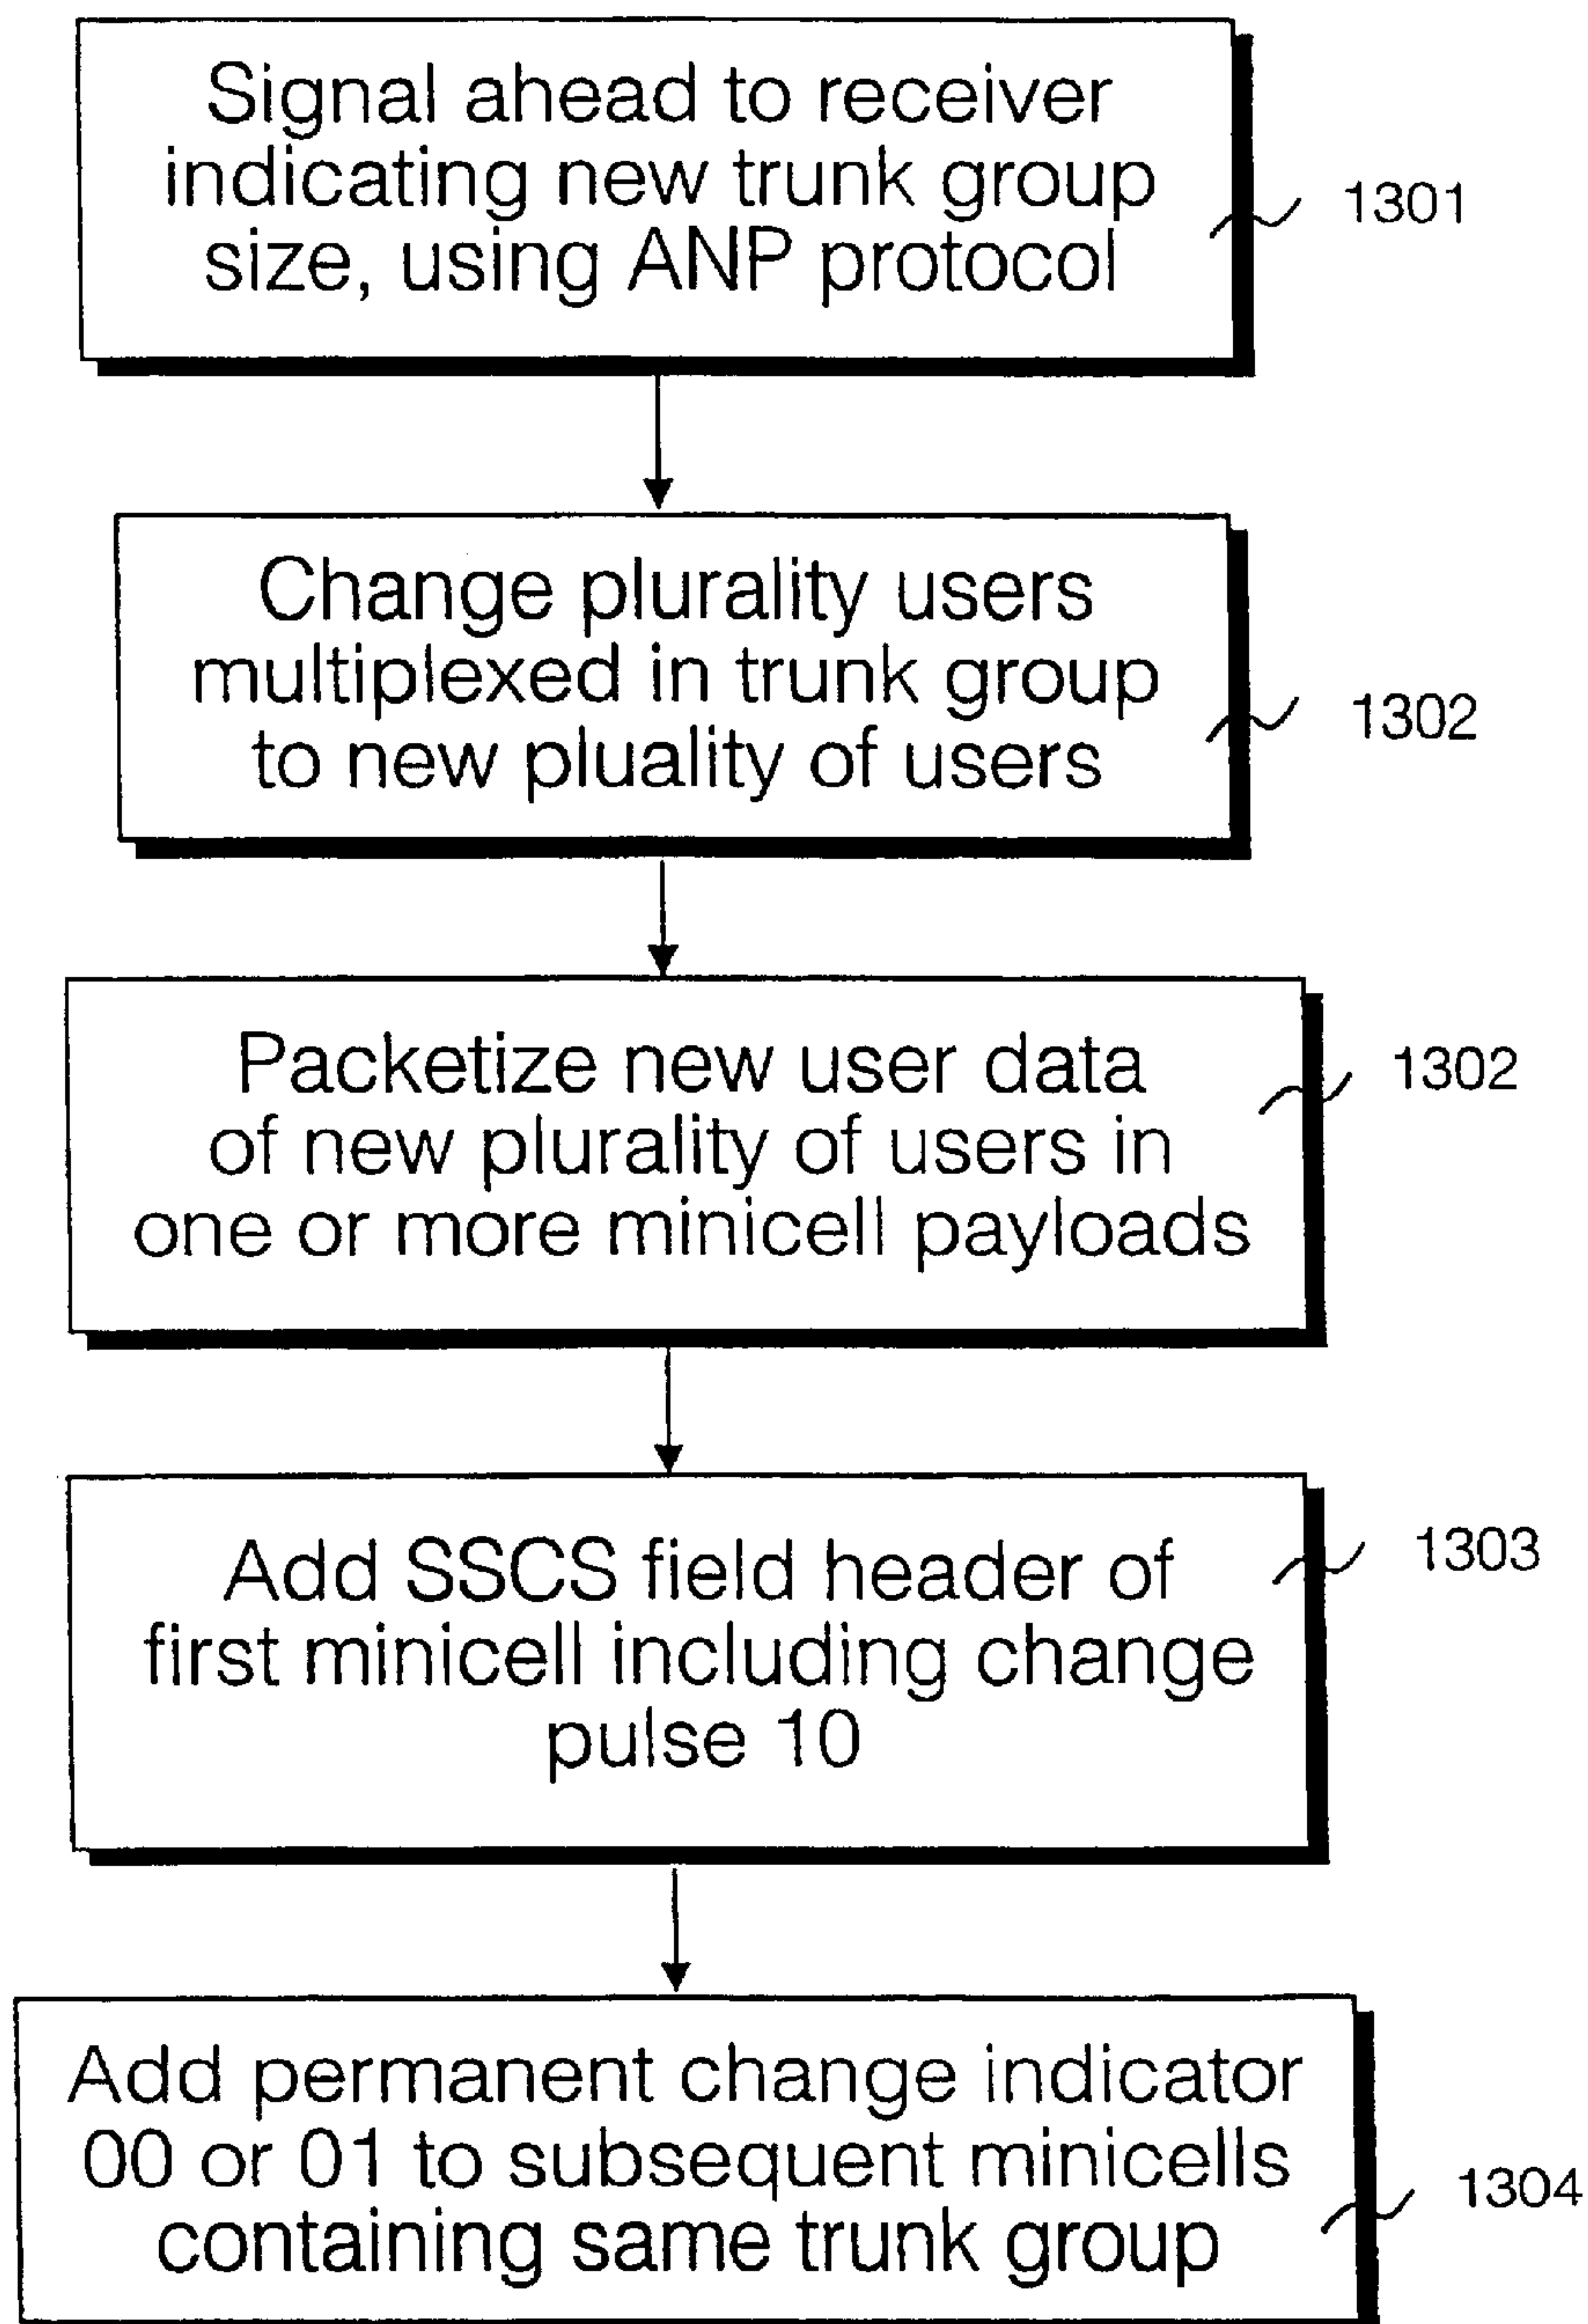 Signal ahead to receiver
indicating new trunk group
size, using ANP protocol
1301
Change plurality users
multiplexed in trunk group
to new pluality of users
1302
Packetize new user data
of new plurality of users in
one or more minicell payloads
1302
Add SSCS field header of
first minicell including change
pulse 10
1303
Add permanent change indicator
00 or 01 to subsequent minicells
containing same trunk group
1304